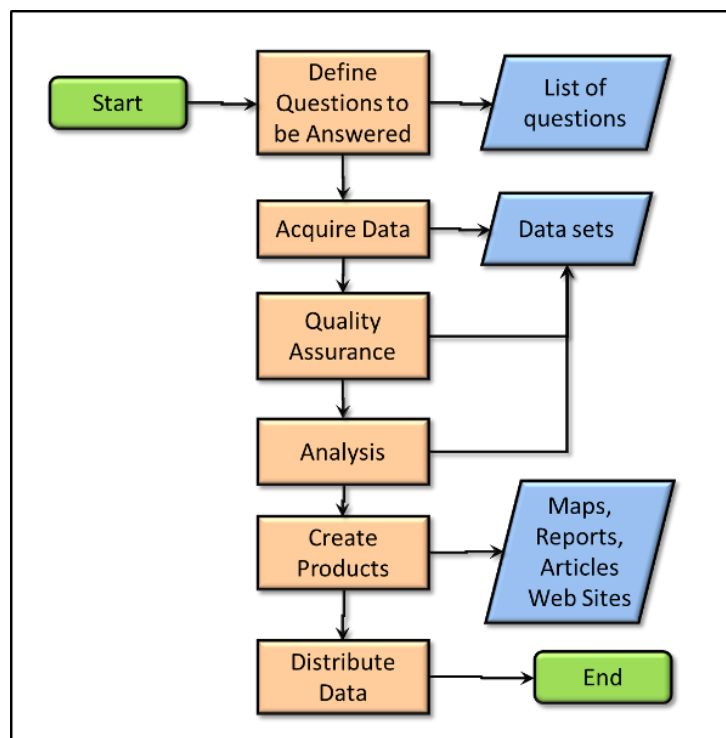 Start
Define
Questions to
be Answered
List of
questions
Acquire Data
Data sets
Quality
Assurance
Analysis
Create
Products
Maps,
Reports,
Articles
Web Sites
Distribute
Data
End